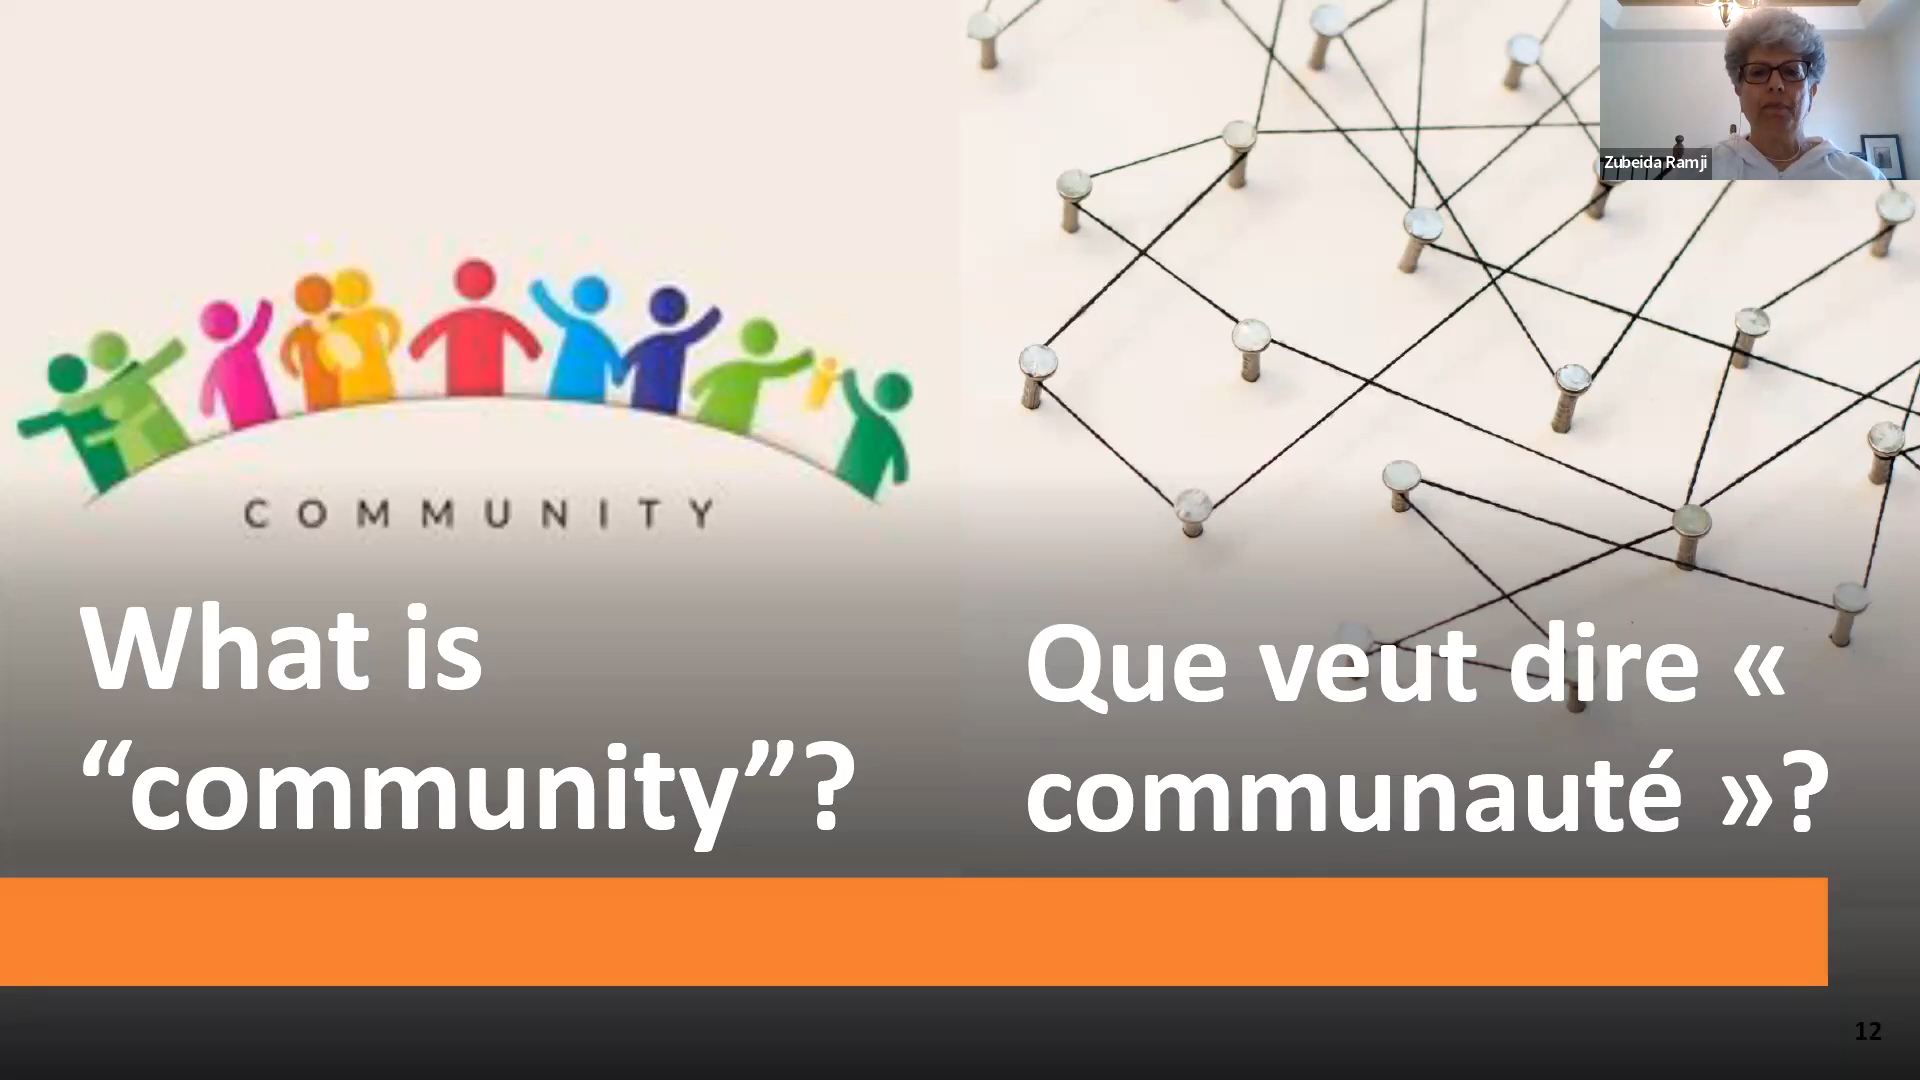 Zubeida Ramji
COMMUNITY
What is
“community”?
Que veut dire «
communauté »?
12